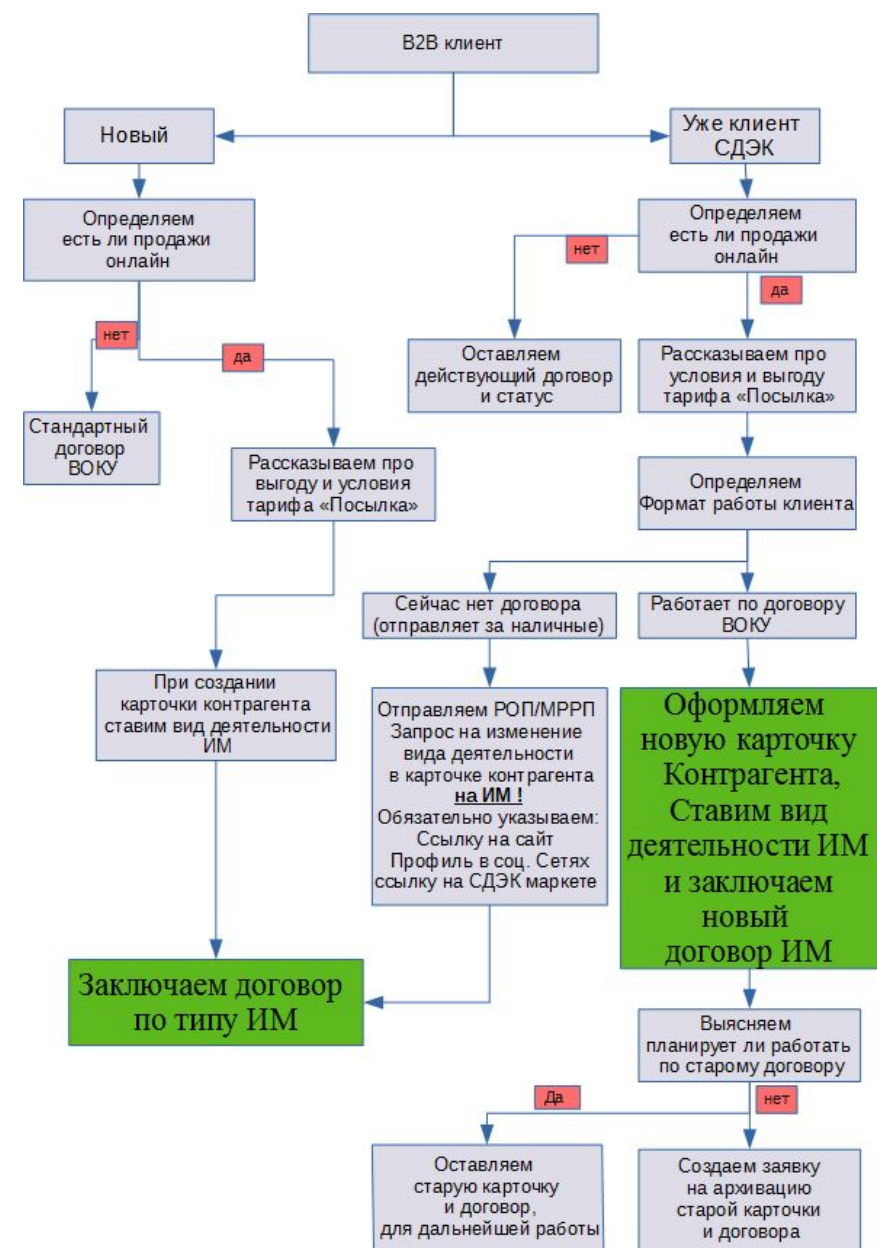 B2B клиент
Новый
Уже клиент
СДЭК
Определяем
есть ли продажи
онлайн
Определяем
есть ли продажи
онлайн
нет
да
нет
да
Стандартный
договор
ВОКУ
Рассказываем про
выгоду и условия
тарифа «Посылка»
Оставляем
действующий договор
и статус
Рассказываем про
условия и выгоду
тарифа «Посылка»
Определяем
Формат работы клиента
Сейчас нет договора
(отправляет за наличные)
Работает по договору
ВОКУ
При создании
карточки контрагента
ставим вид деятельности
ИМ
Отправляем РОП/МРРП
Запрос на изменение
вида деятельности
в карточке контрагента
на ИМ !
Обязательно указываем:
Ссылку на сайт
Профиль в соц. Сетях
ссылку на СДЭК маркете
Оформляем
новую карточку
Контрагента,
Ставим вид
деятельности ИМ
и заключаем
новый
договор ИМ
Заключаем договор
по типу ИМ
Выясняем
планирует ли работать
по старому договору
Да
нет
Оставляем
старую карточку
и договор,
для дальнейшей работы
Создаем заявку
на архивацию
старой карточки
и договора